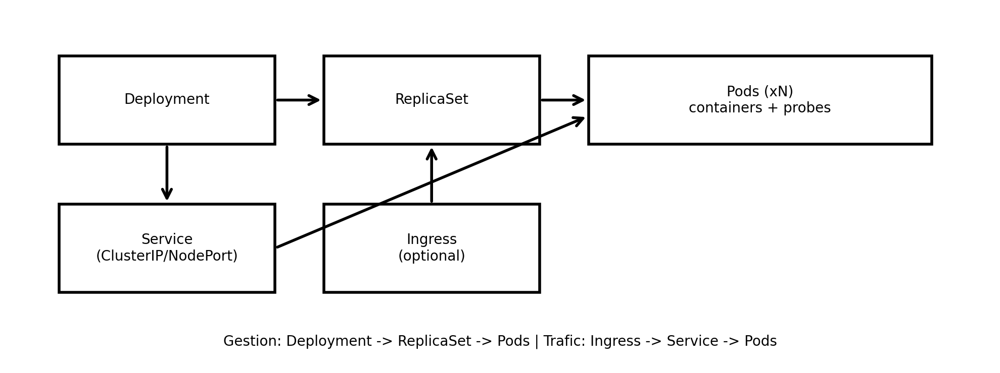 Deployment
ReplicaSet
Pods (xN)
containers + probes
Service
(ClusterIP/NodePort)
Ingress
(optional)
Gestion: Deployment -> ReplicaSet -> Pods | Trafic: Ingress -> Service -> Pods